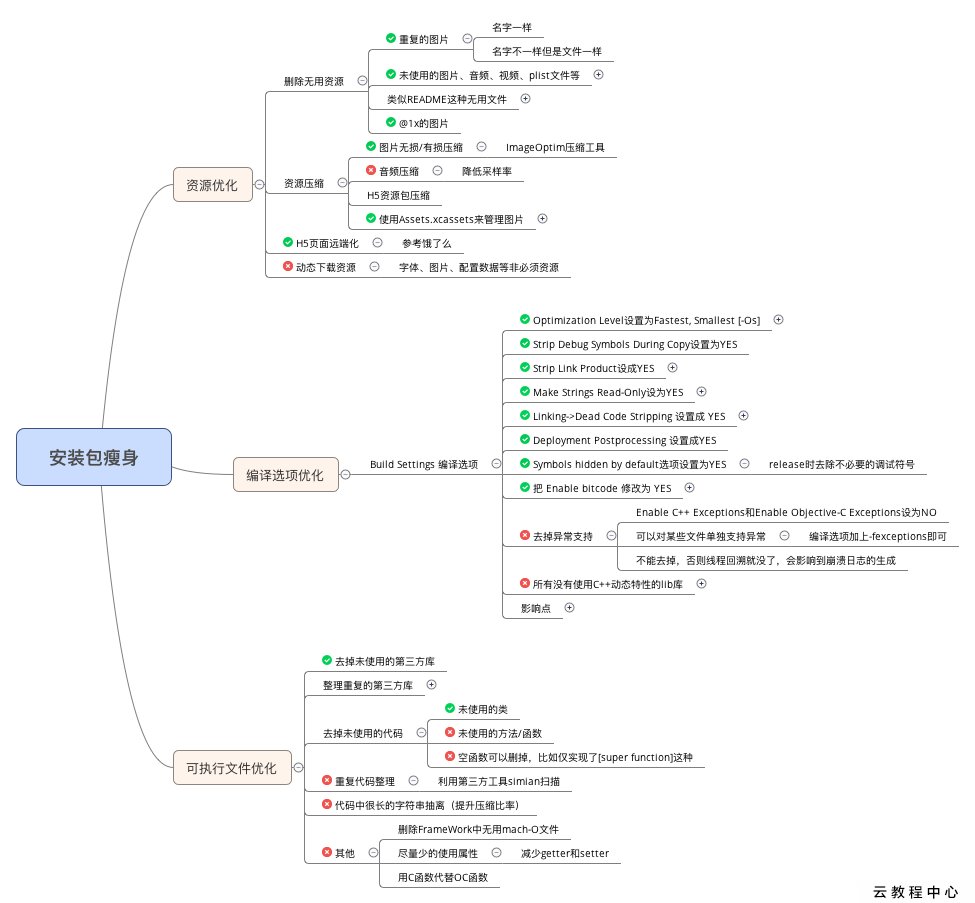 安装包瘦身
资源优化
删除无用资源
重复的图片
名字一样
名字不一样但是文件一样
未使用的图片、音频、视频、plist文件等
类似README这种无用文件
@1x的图片
资源压缩
图片无损/有损压缩
ImageOptim压缩工具
音频压缩
降低采样率
H5资源包压缩
使用Assets.xcassets来管理图片
H5页面远端化
参考饿了么
动态下载资源
字体、图片、配置数据等非必须资源
编译选项优化
Build Settings 编译选项
Optimization Level设置为Fastest, Smallest [-Os]
Strip Debug Symbols During Copy设置为YES
Strip Link Product设成YES
Make Strings Read-Only设为YES
Linking->Dead Code Stripping 设置成 YES
Deployment Postprocessing 设置成YES
Symbols hidden by default选项设置为YES
release时去除不必要的调试符号
把 Enable bitcode 修改为 YES
去掉异常支持
Enable C++ Exceptions和Enable Objective-C Exceptions设为NO
可以对某些文件单独支持异常
编译选项加上-fexceptions即可
不能去掉，否则线程回溯就没了，会影响到崩溃日志的生成
所有没有使用C++动态特性的lib库
影响点
可执行文件优化
去掉未使用的第三方库
整理重复的第三方库
去掉未使用的代码
未使用的类
未使用的方法/函数
空函数可以删掉，比如仅实现了[super function]这种
重复代码整理
利用第三方工具simian扫描
代码中很长的字符串抽离（提升压缩比率）
其他
删除FrameWork中无用mach-O文件
尽量少的使用属性
减少getter和setter
用C函数代替OC函数
云教程中心